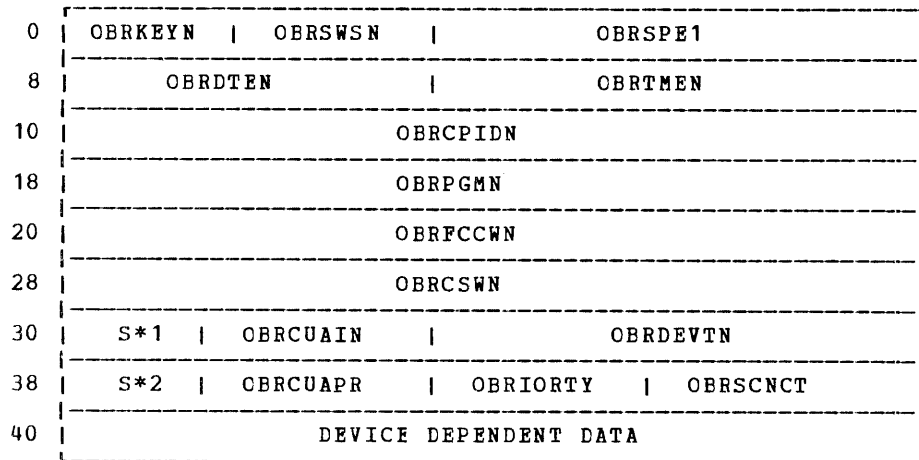 0 | OBRKEYN | OBRSWSN | OBRSPE1
8 | OBRDTEN | OBRTMEN
10 | OBRCPIDN
18 | OBRPGMN
20 | OBRFCCWN
28 | OBRCSWN
30 | S*1 | OBRCUAIN | OBRDEVTN
38 | S*2 | OBRCUAPR | OBRIORTY | OBRSCNCT
40 | DEVICE DEPENDENT DATA